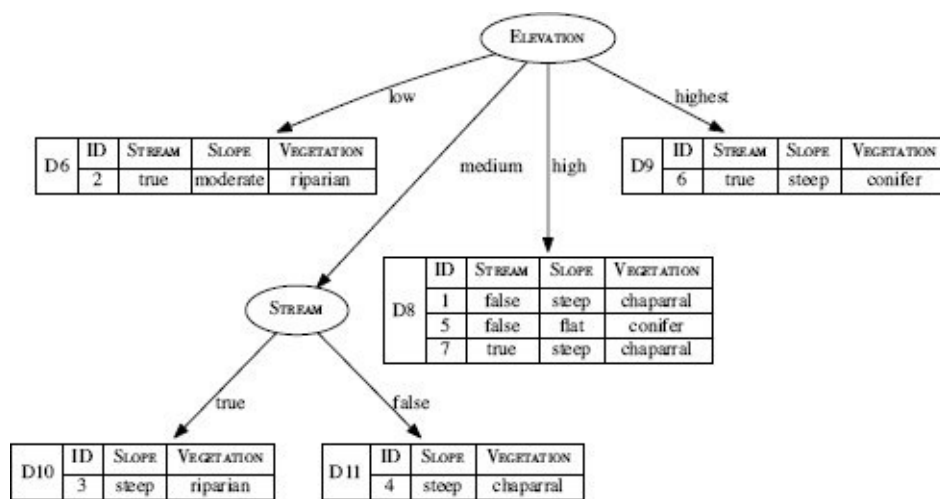 ELEVATION
low
medium
high
highest
D6
ID STREAM SLOPE VEGETATION
2 true moderate riparian
D9
ID STREAM SLOPE VEGETATION
6 true steep conifer
D8
ID STREAM SLOPE VEGETATION
1 false steep chaparral
5 false flat conifer
7 true steep chaparral
STREAM
true
false
D10
ID SLOPE VEGETATION
3 steep riparian
D11
ID SLOPE VEGETATION
4 steep chaparral